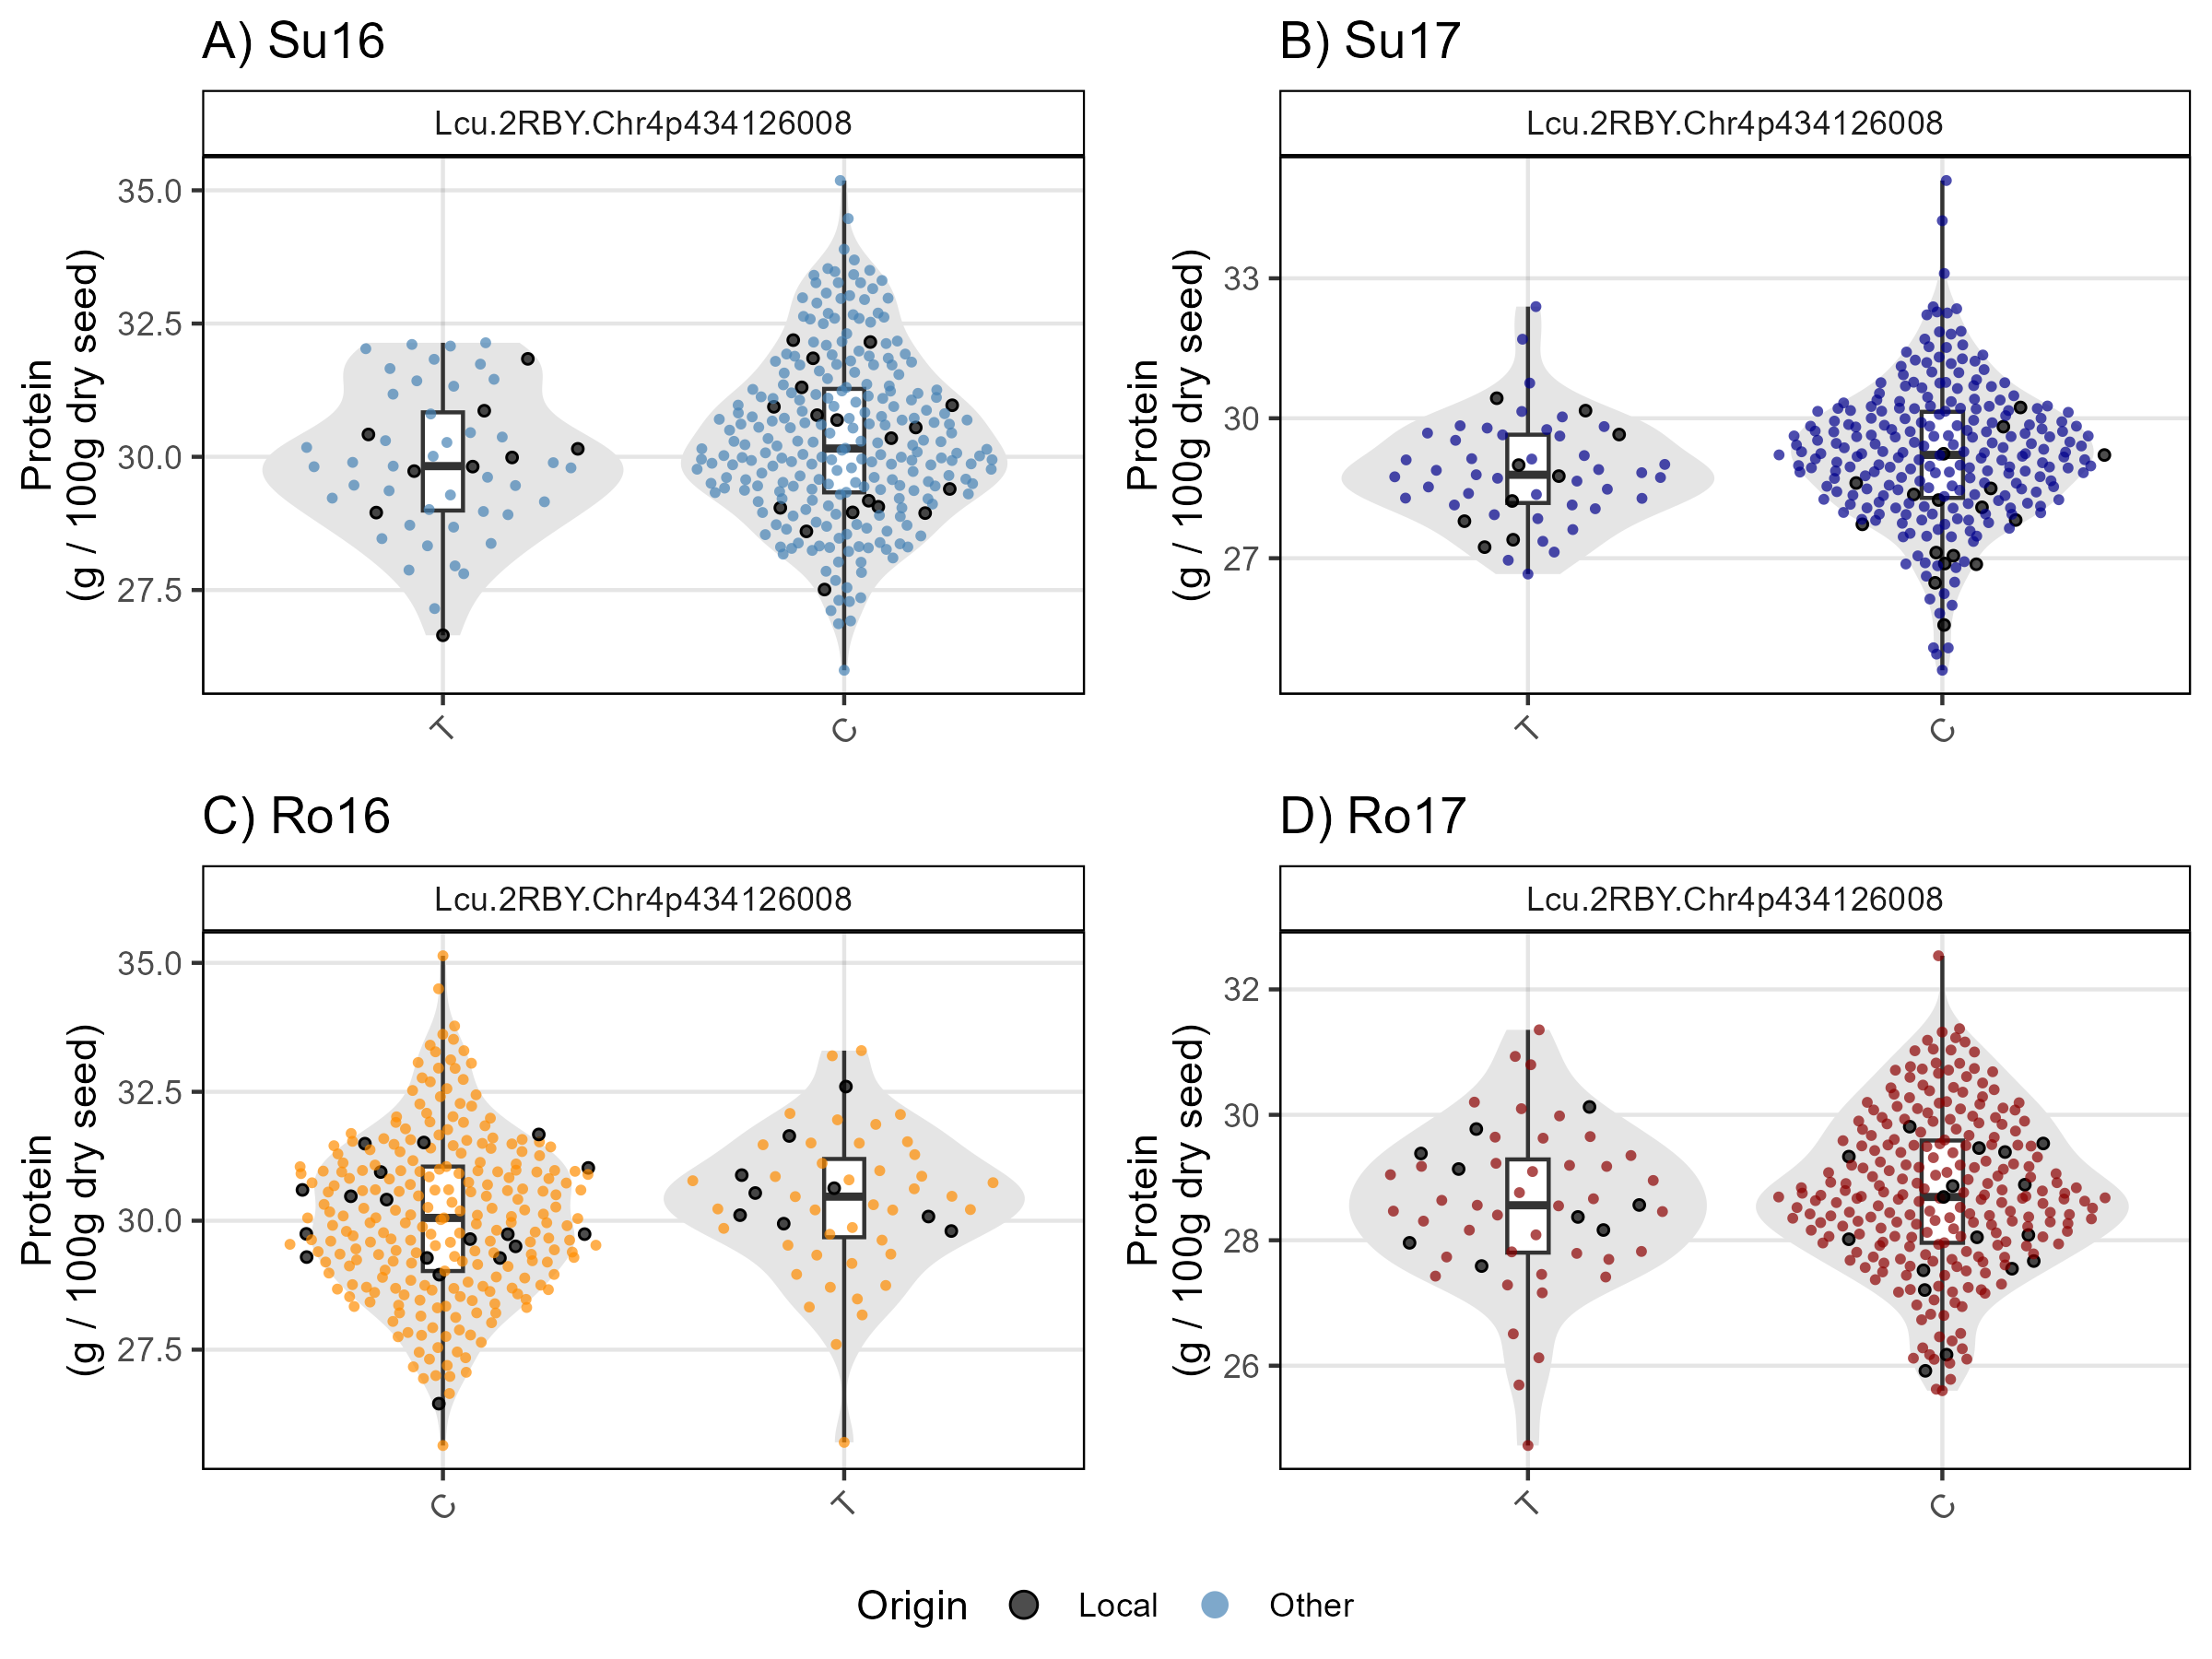 A) Su16
Lcu.2RBY.Chr4p434126008
Protein
(g / 100g dry seed)
35.0
32.5
30.0
27.5
T
C
B) Su17
Lcu.2RBY.Chr4p434126008
Protein
(g / 100g dry seed)
33
30
27
T
C
C) Ro16
Lcu.2RBY.Chr4p434126008
Protein
(g / 100g dry seed)
35.0
32.5
30.0
27.5
C
T
D) Ro17
Lcu.2RBY.Chr4p434126008
Protein
(g / 100g dry seed)
32
30
28
26
T
C
Origin Local Other